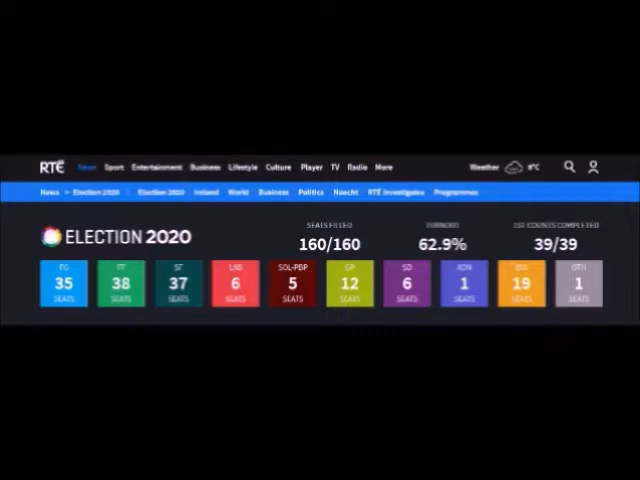 RTÉ News Sport Entertainment Business Lifestyle Culture Player TV Radio More Weather 8°C
News > Election 2020 Election 2020 Ireland World Business Politics Nuacht RTÉ Investigates Programmes
ELECTION 2020
SEATS FILLED TURNOUT 1ST COUNTS COMPLETED
160/160 62.9% 39/39
FG FF SF LAB SOL-PBP GP SD AON IND OTH
35 38 37 6 5 12 6 1 19 1
SEATS SEATS SEATS SEATS SEATS SEATS SEATS SEATS SEATS SEATS